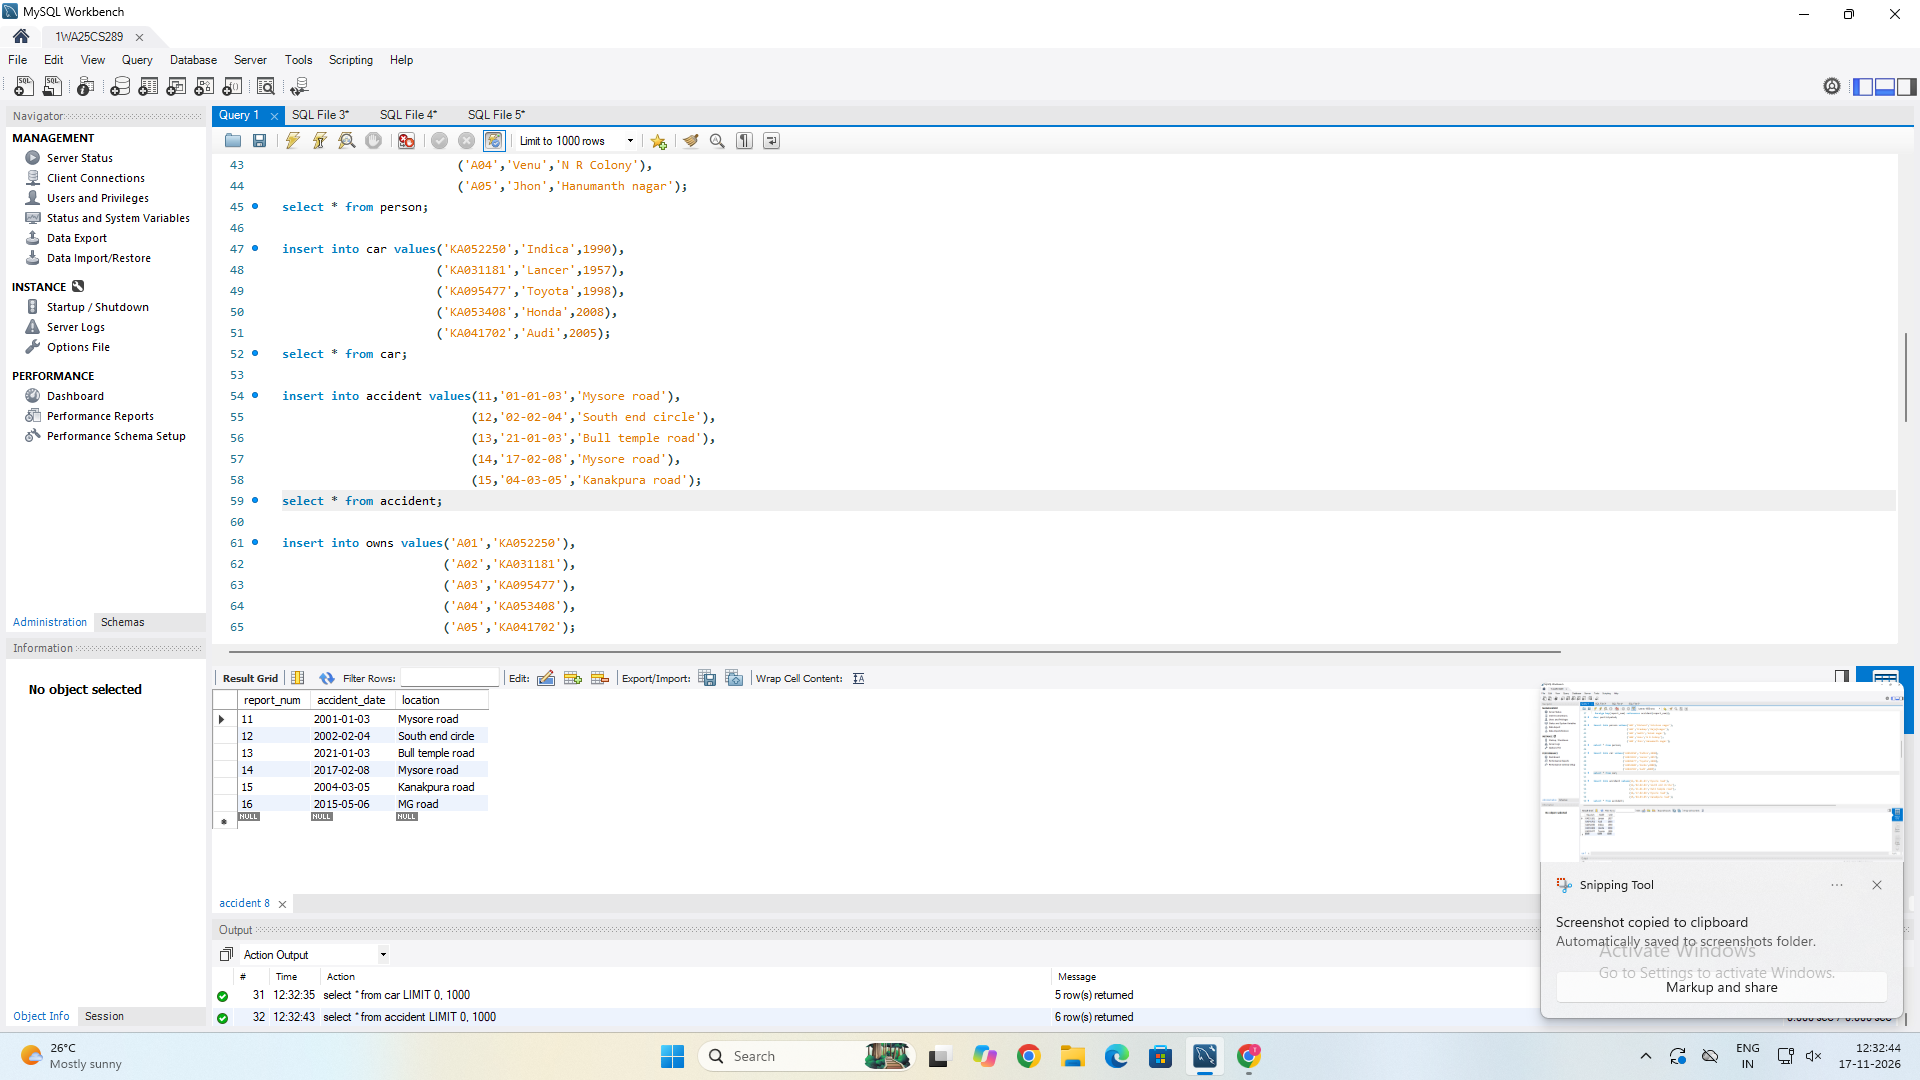 MySQL Workbench
1WA25CS289
File Edit View Query Database Server Tools Scripting Help
Navigator
MANAGEMENT
Server Status
Client Connections
Users and Privileges
Status and System Variables
Data Export
Data Import/Restore
INSTANCE
Startup / Shutdown
Server Logs
Options File
PERFORMANCE
Dashboard
Performance Reports
Performance Schema Setup
Administration Schemas
Information
No object selected
Object Info Session
Query 1 SQL File 3* SQL File 4* SQL File 5*
Limit to 1000 rows
43 ('A04','Venu','N R Colony'),
44 ('A05','Jhon','Hanumanth nagar');
45 select * from person;
46
47 insert into car values('KA052250','Indica',1990),
48 ('KA031181','Lancer',1957),
49 ('KA095477','Toyota',1998),
50 ('KA053408','Honda',2008),
51 ('KA041702','Audi',2005);
52 select * from car;
53
54 insert into accident values(11,'01-01-03','Mysore road'),
55 (12,'02-02-04','South end circle'),
56 (13,'21-01-03','Bull temple road'),
57 (14,'17-02-08','Mysore road'),
58 (15,'04-03-05','Kanakpura road');
59 select * from accident;
60
61 insert into owns values('A01','KA052250'),
62 ('A02','KA031181'),
63 ('A03','KA095477'),
64 ('A04','KA053408'),
65 ('A05','KA041702');
Result Grid Filter Rows: Edit: Export/Import: Wrap Cell Content:
report_num accident_date location
11 2001-01-03 Mysore road
12 2002-02-04 South end circle
13 2021-01-03 Bull temple road
14 2017-02-08 Mysore road
15 2004-03-05 Kanakpura road
16 2015-05-06 MG road
NULL NULL NULL
accident 8
Output
Action Output
# Time Action Message
31 12:32:35 select * from car LIMIT 0, 1000 5 row(s) returned
32 12:32:43 select * from accident LIMIT 0, 1000 6 row(s) returned
Snipping Tool
Screenshot copied to clipboard
Automatically saved to screenshots folder.
Activate Windows
Go to Settings to activate Windows.
Markup and share
26°C
Mostly sunny
Search
ENG
IN
12:32:44
17-11-2026